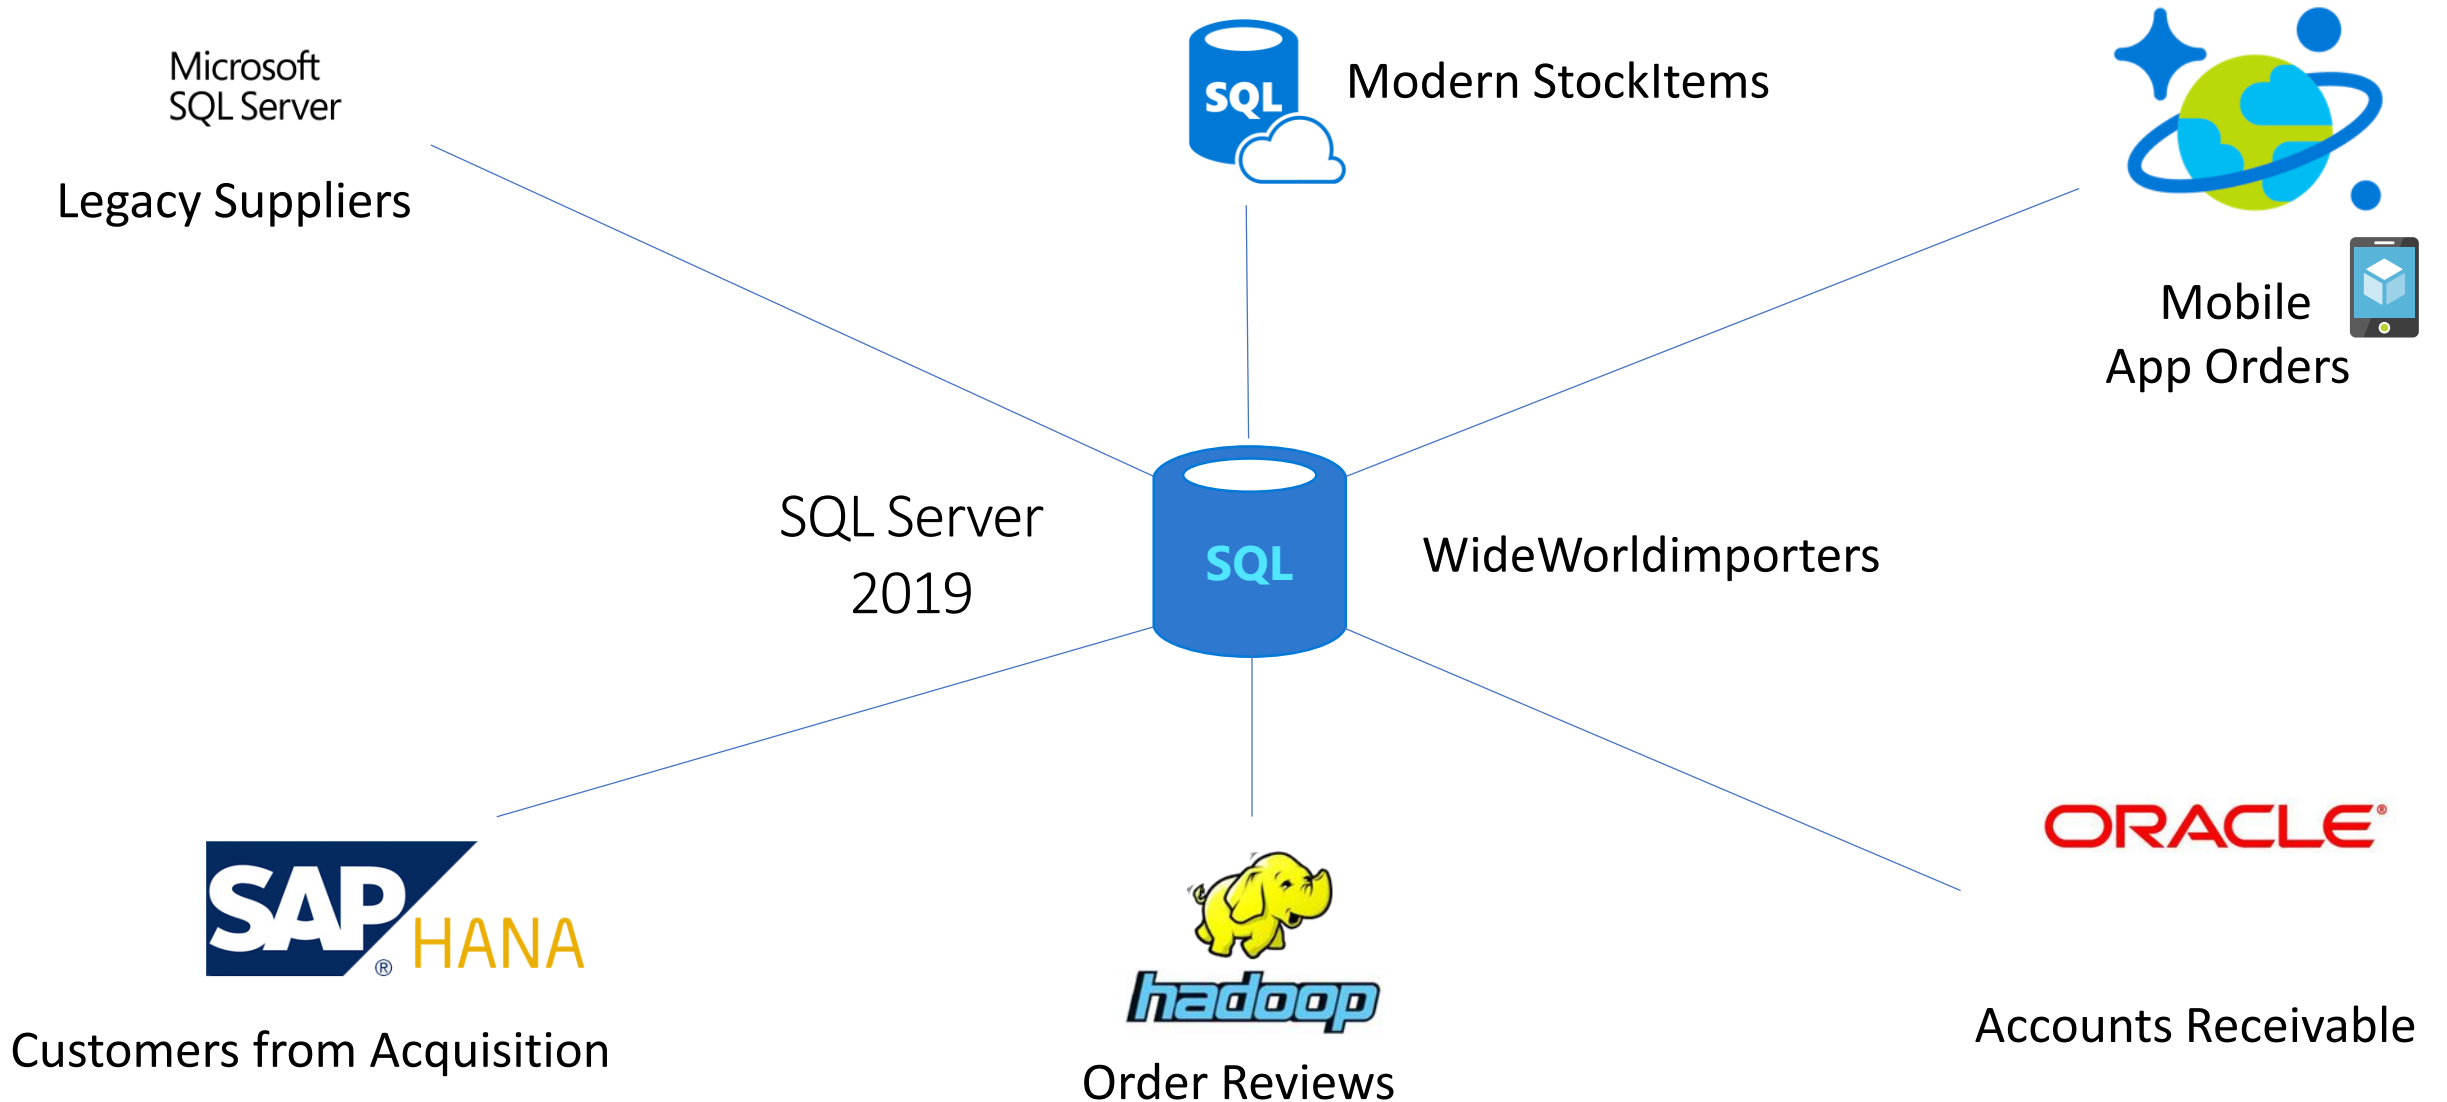 Microsoft
SQL Server
Legacy Suppliers
SQL
Modern StockItems
Mobile
App Orders
SQL Server
2019
SQL
WideWorldimporters
SAP
®
HANA
Customers from Acquisition
hadoop
Order Reviews
ORACLE®
Accounts Receivable